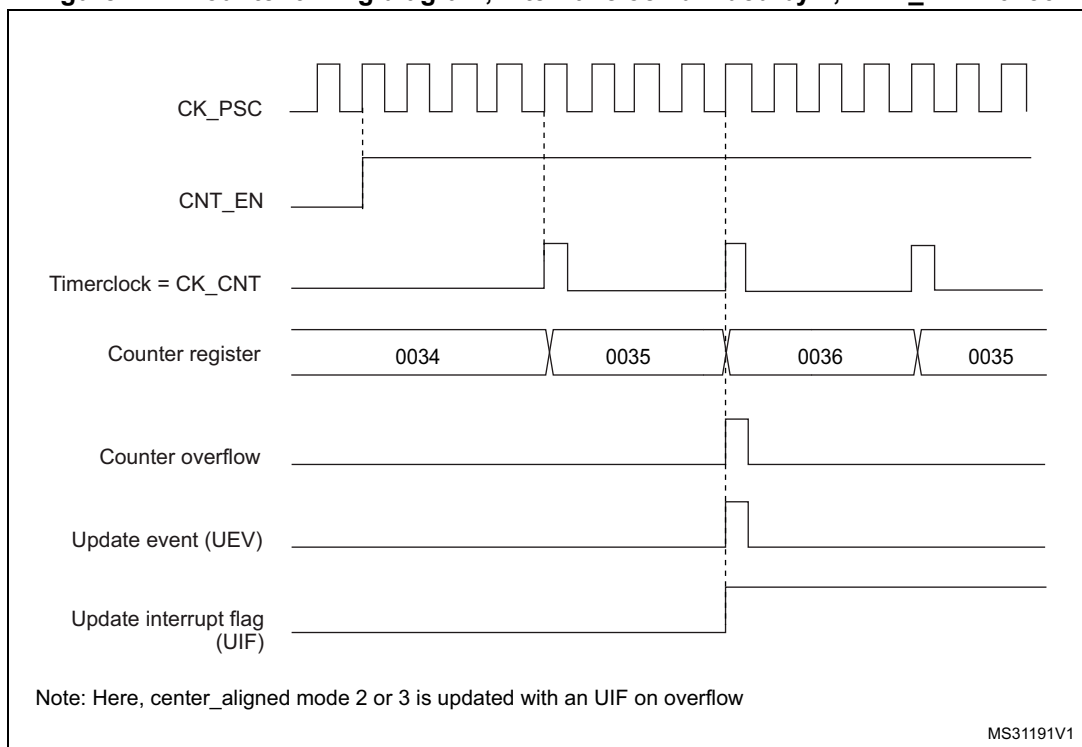 CK_PSC
CNT_EN
Timerclock = CK_CNT
Counter register
0034 0035 0036 0035
Counter overflow
Update event (UEV)
Update interrupt flag
(UIF)
Note: Here, center_aligned mode 2 or 3 is updated with an UIF on overflow
MS31191V1